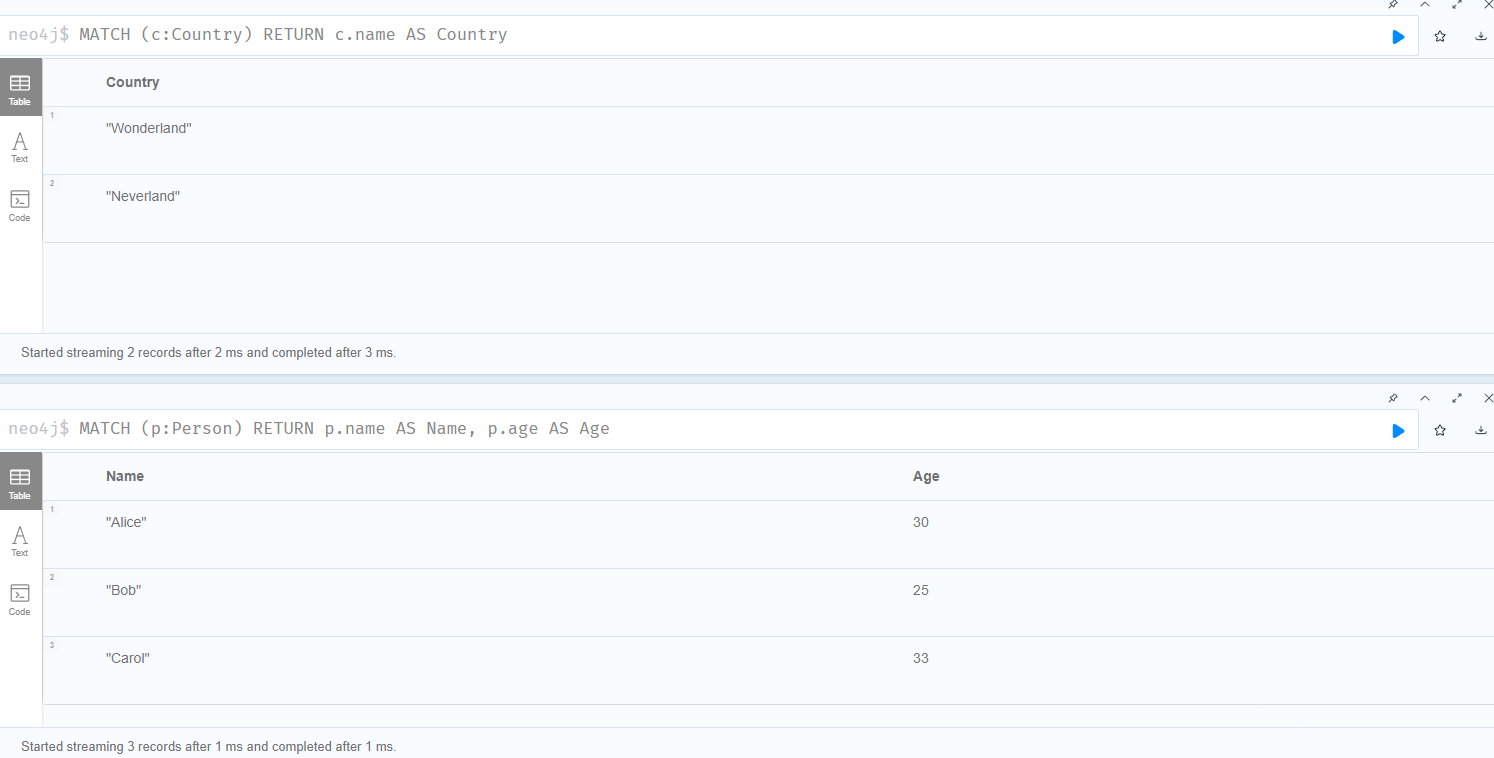 neo4j$ MATCH (c:Country) RETURN c.name AS Country
Table
Text
Code
Country
1
"Wonderland"
2
"Neverland"
Started streaming 2 records after 2 ms and completed after 3 ms.
neo4j$ MATCH (p:Person) RETURN p.name AS Name, p.age AS Age
Table
Text
Code
Name Age
1
"Alice" 30
2
"Bob" 25
3
"Carol" 33
Started streaming 3 records after 1 ms and completed after 1 ms.